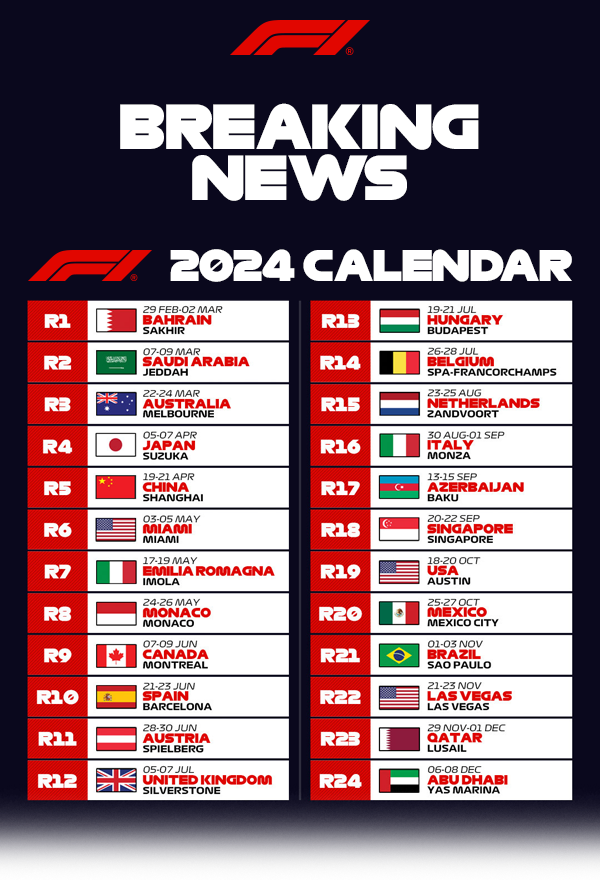 F1
BREAKING
NEWS
F1 2024 CALENDAR
R1
29 FEB-02 MAR
BAHRAIN
SAKHIR
R2
07-09 MAR
SAUDI ARABIA
JEDDAH
R3
22-24 MAR
AUSTRALIA
MELBOURNE
R4
05-07 APR
JAPAN
SUZUKA
R5
19-21 APR
CHINA
SHANGHAI
R6
03-05 MAY
MIAMI
MIAMI
R7
17-19 MAY
EMILIA ROMAGNA
IMOLA
R8
24-26 MAY
MONACO
MONACO
R9
07-09 JUN
CANADA
MONTREAL
R10
21-23 JUN
SPAIN
BARCELONA
R11
28-30 JUN
AUSTRIA
SPIELBERG
R12
05-07 JUL
UNITED KINGDOM
SILVERSTONE
R13
19-21 JUL
HUNGARY
BUDAPEST
R14
26-28 JUL
BELGIUM
SPA-FRANCORCHAMPS
R15
23-25 AUG
NETHERLANDS
ZANDVOORT
R16
30 AUG-01 SEP
ITALY
MONZA
R17
13-15 SEP
AZERBAIJAN
BAKU
R18
20-22 SEP
SINGAPORE
SINGAPORE
R19
18-20 OCT
USA
AUSTIN
R20
25-27 OCT
MEXICO
MEXICO CITY
R21
01-03 NOV
BRAZIL
SAO PAULO
R22
21-23 NOV
LAS VEGAS
LAS VEGAS
R23
29 NOV-01 DEC
QATAR
LUSAIL
R24
06-08 DEC
ABU DHABI
YAS MARINA